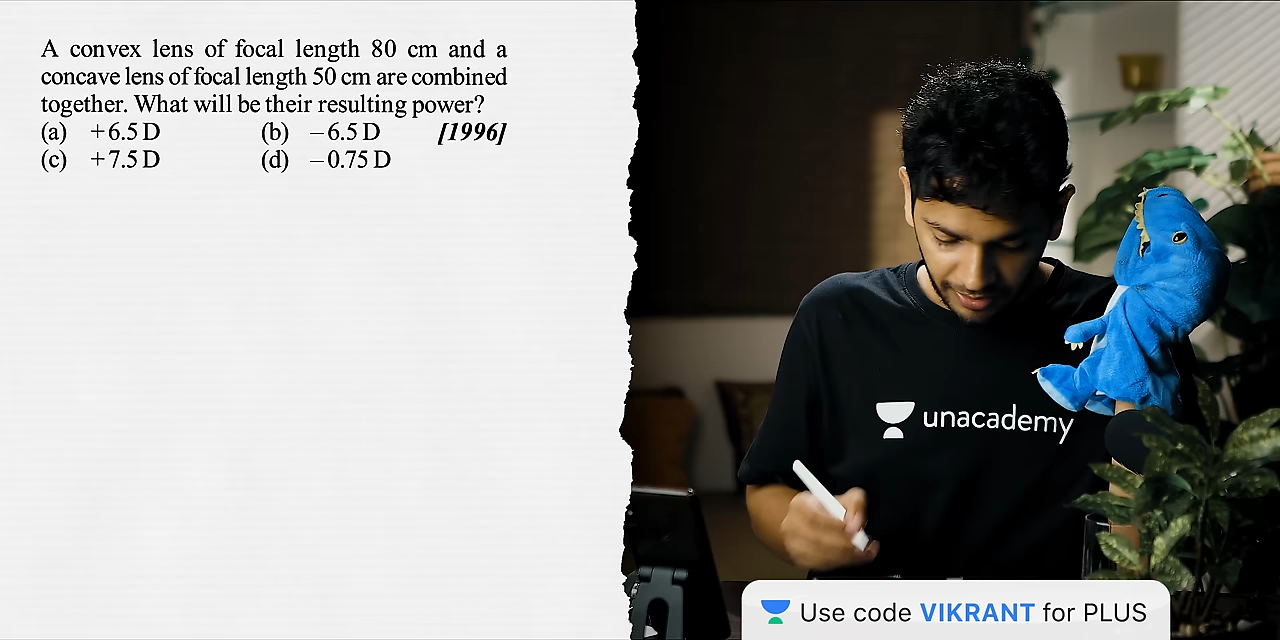 A convex lens of focal length 80 cm and a
concave lens of focal length 50 cm are combined
together. What will be their resulting power?
(a) +6.5 D (b) −6.5 D [1996]
(c) +7.5 D (d) −0.75 D
unacademy
Use code VIKRANT for PLUS